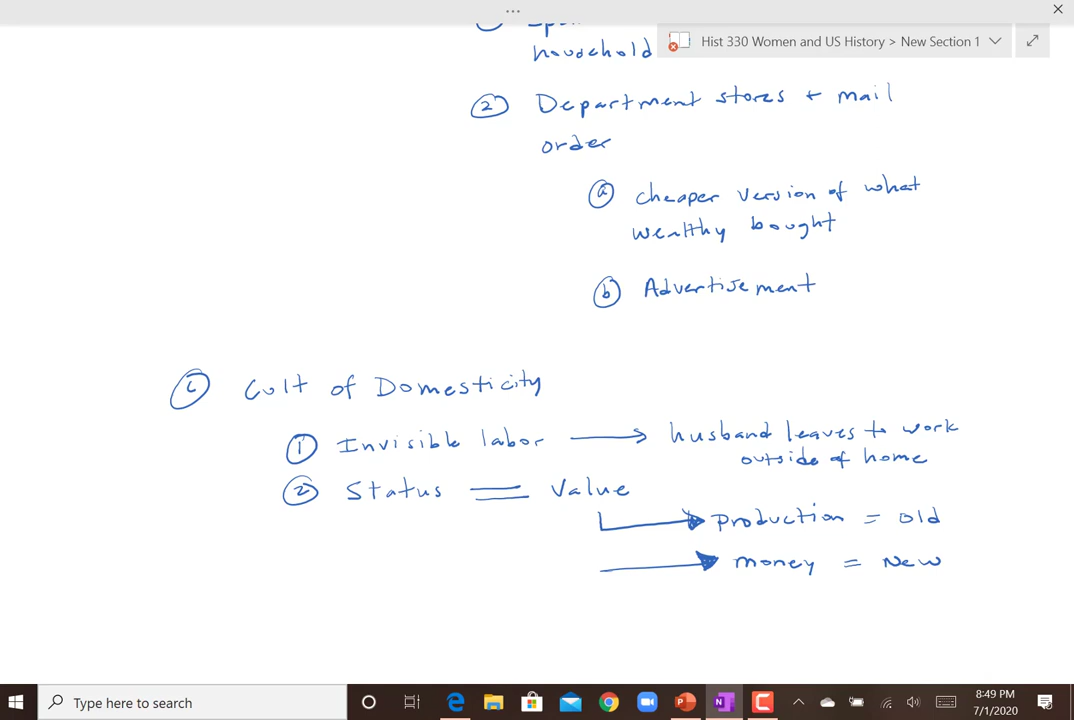 Hist 330 Women and US History > New Section 1
household
② Department stores + mail
order
ⓐ cheaper version of what
wealthy bought
ⓑ Advertisement
Cult of Domesticity
① Invisible labor → husband leaves to work
outside of home
② Status = Value
→ production = old
→ money = New
Type here to search
8:49 PM
7/1/2020